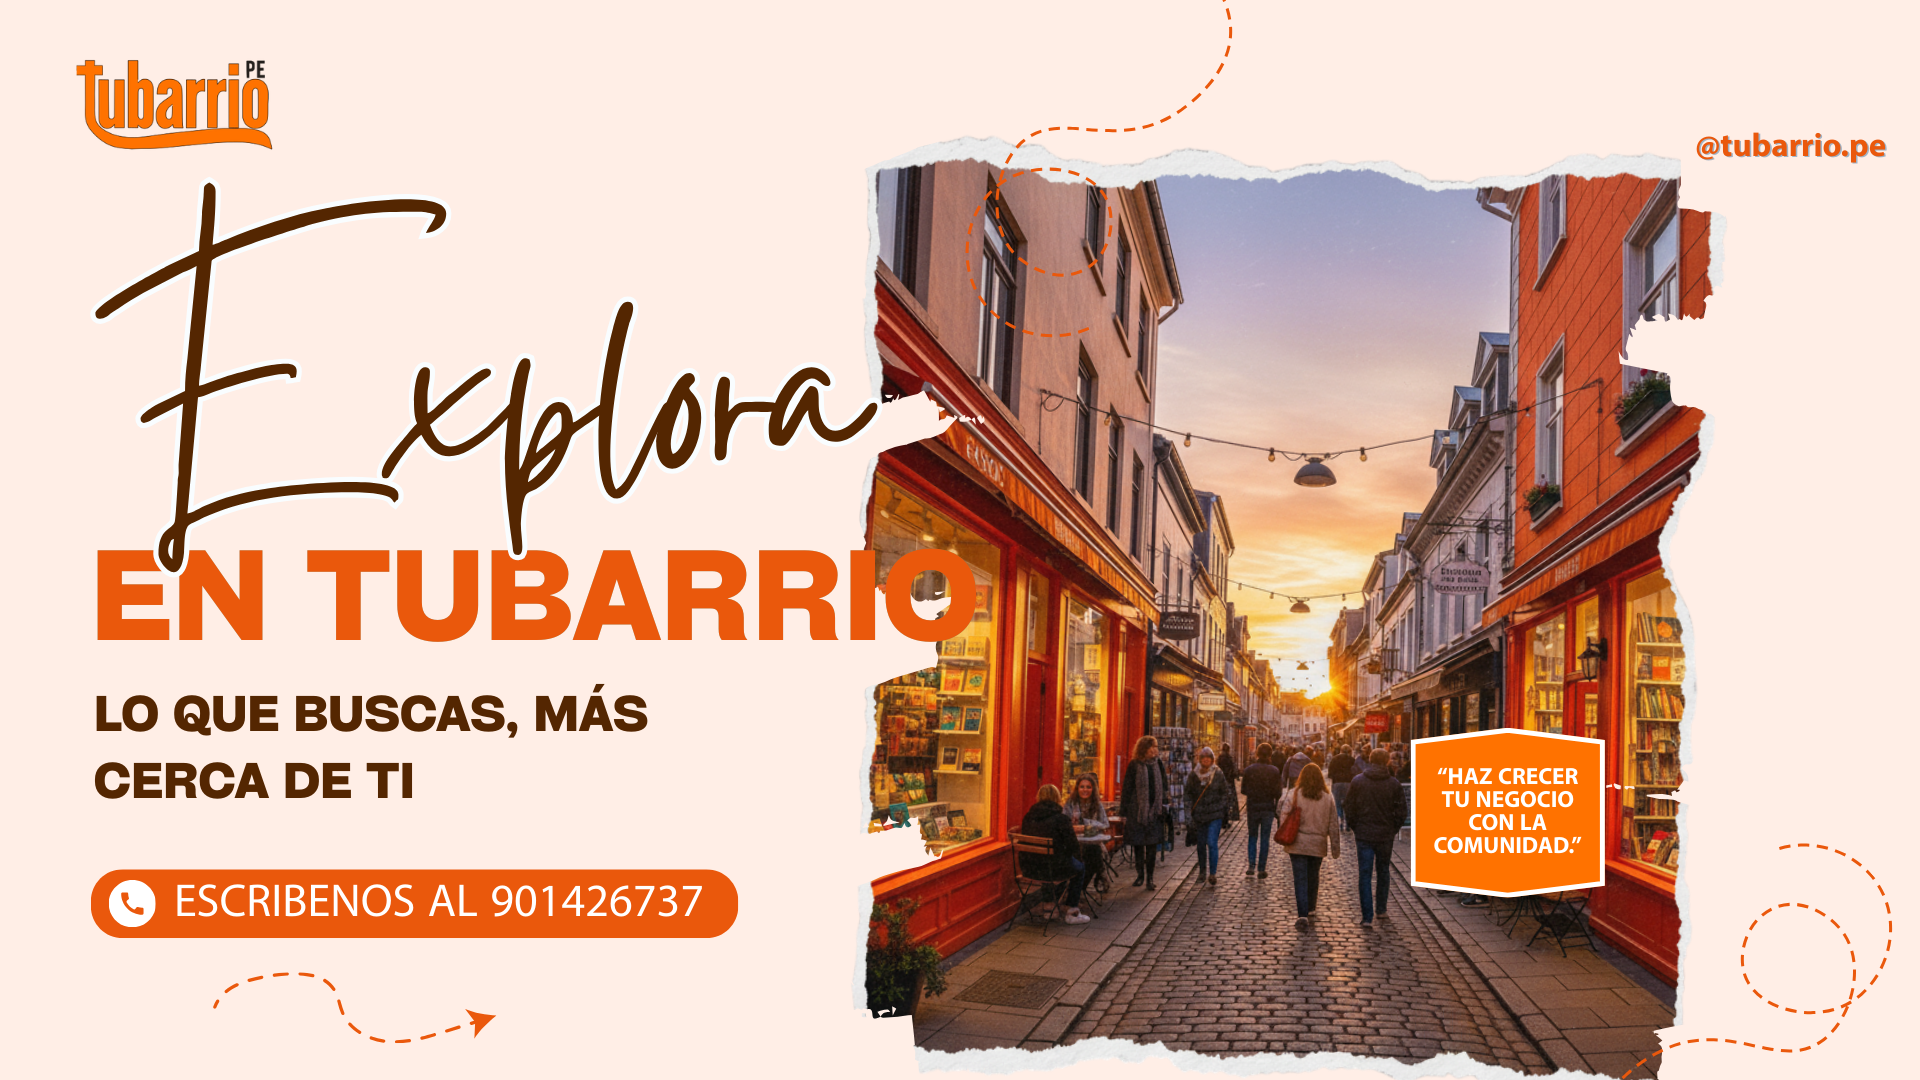 tubarrio PE
@tubarrio.pe
Explora
EN TUBARRIO
LO QUE BUSCAS, MÁS
CERCA DE TI
ESCRIBENOS AL 901426737
“HAZ CRECER
TU NEGOCIO
CON LA
COMUNIDAD.”